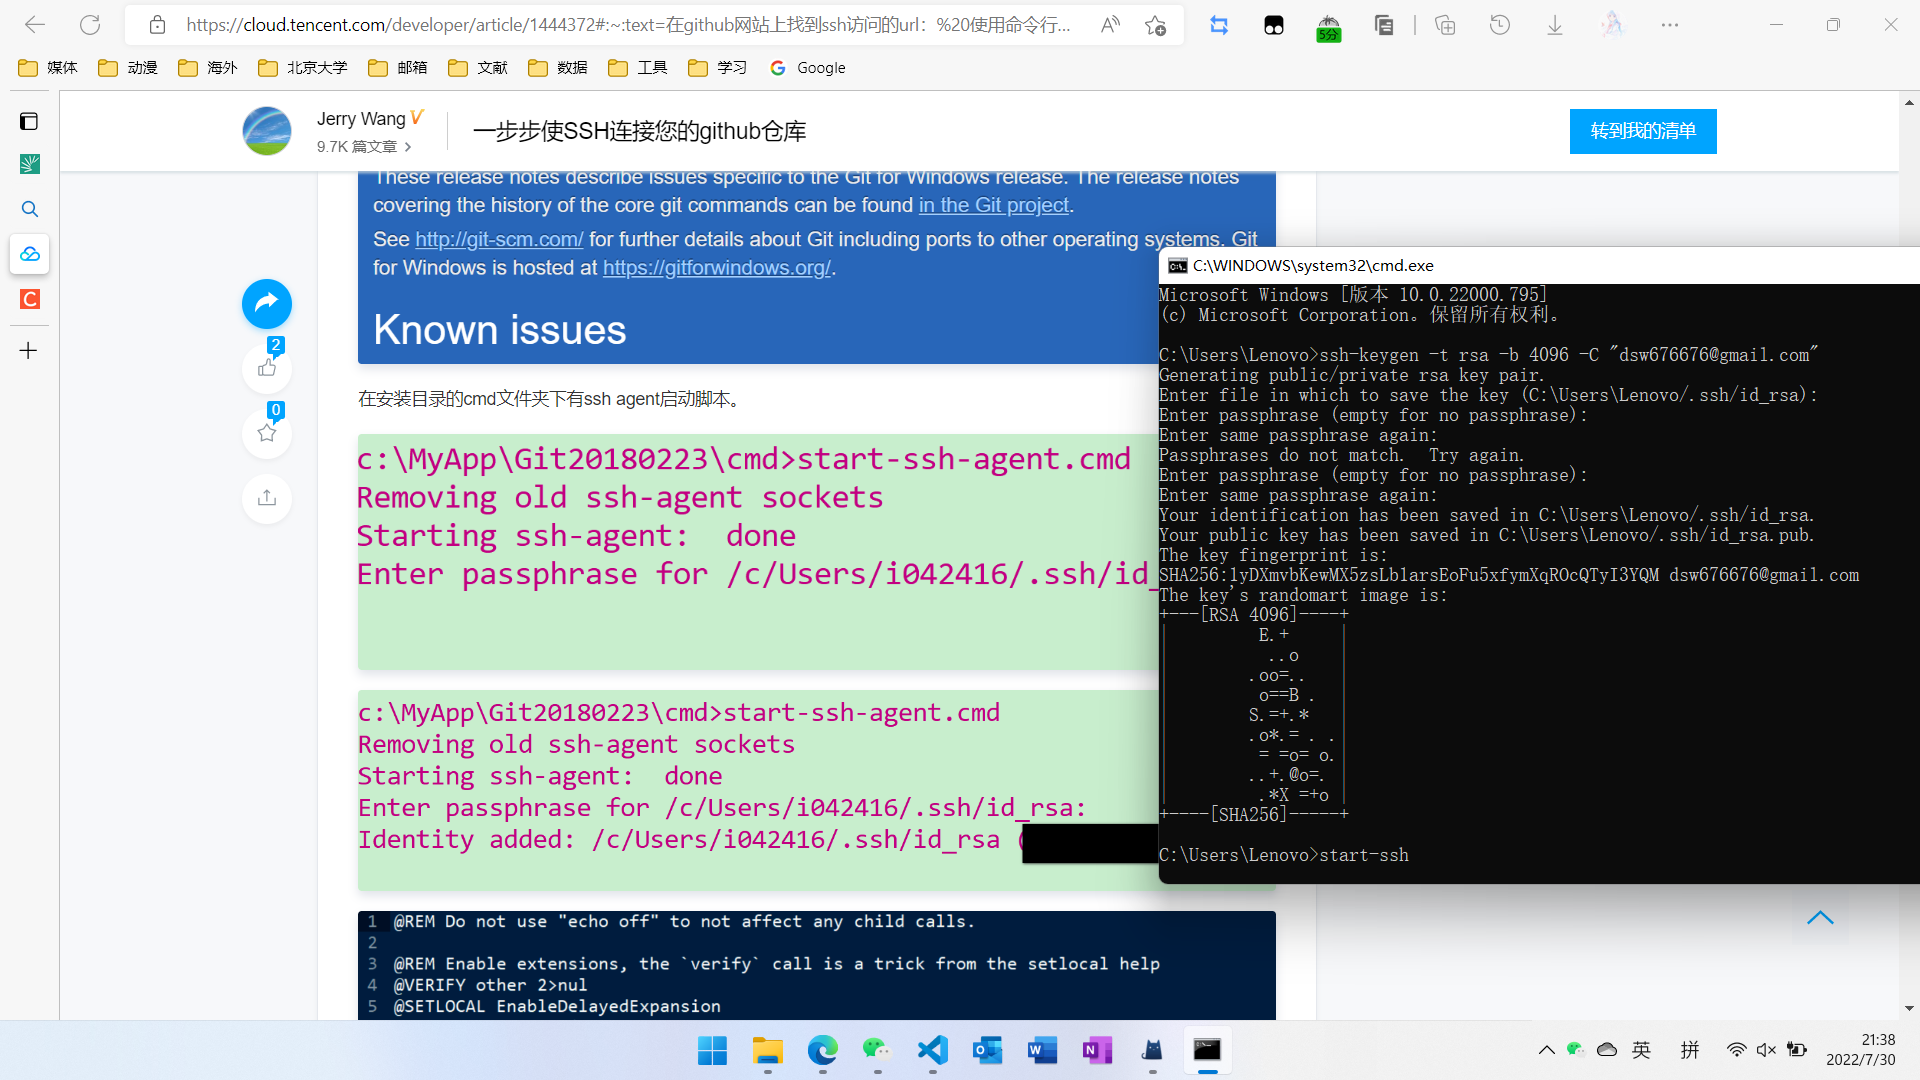 https://cloud.tencent.com/developer/article/1444372#:~:text=在github网站上找到ssh访问的url：%20使用命令行...
5分
媒体
动漫
海外
北京大学
邮箱
文献
数据
工具
学习
Google
Jerry Wang
9.7K 篇文章 >
一步步使SSH连接您的github仓库
转到我的清单
These release notes describe issues specific to the Git for Windows release. The release notes
covering the history of the core git commands can be found in the Git project.
See http://git-scm.com/ for further details about Git including ports to other operating systems. Git
for Windows is hosted at https://gitforwindows.org/.
Known issues
2
0
在安装目录的cmd文件夹下有ssh agent启动脚本。
c:\MyApp\Git20180223\cmd>start-ssh-agent.cmd
Removing old ssh-agent sockets
Starting ssh-agent:  done
Enter passphrase for /c/Users/i042416/.ssh/id_
c:\MyApp\Git20180223\cmd>start-ssh-agent.cmd
Removing old ssh-agent sockets
Starting ssh-agent:  done
Enter passphrase for /c/Users/i042416/.ssh/id_rsa:
Identity added: /c/Users/i042416/.ssh/id_rsa (
1 @REM Do not use "echo off" to not affect any child calls.
2
3 @REM Enable extensions, the `verify` call is a trick from the setlocal help
4 @VERIFY other 2>nul
5 @SETLOCAL EnableDelayedExpansion
C:\WINDOWS\system32\cmd.exe
Microsoft Windows [版本 10.0.22000.795]
(c) Microsoft Corporation。保留所有权利。
C:\Users\Lenovo>ssh-keygen -t rsa -b 4096 -C "dsw676676@gmail.com"
Generating public/private rsa key pair.
Enter file in which to save the key (C:\Users\Lenovo/.ssh/id_rsa):
Enter passphrase (empty for no passphrase):
Enter same passphrase again:
Passphrases do not match.  Try again.
Enter passphrase (empty for no passphrase):
Enter same passphrase again:
Your identification has been saved in C:\Users\Lenovo/.ssh/id_rsa.
Your public key has been saved in C:\Users\Lenovo/.ssh/id_rsa.pub.
The key fingerprint is:
SHA256:lyDXmvbKewMX5zsLb1arsEoFu5xfymXqROcQTyI3YQM dsw676676@gmail.com
The key's randomart image is:
+---[RSA 4096]----+
|         E.+     |
|          ..o    |
|        .oo=..   |
|         o==B .  |
|        S.=+.*   |
|        .o*.= . .|
|         = =o= o.|
|        ..+.@o=. |
|         .*X =+o |
+----[SHA256]-----+
C:\Users\Lenovo>start-ssh
英
拼
21:38
2022/7/30